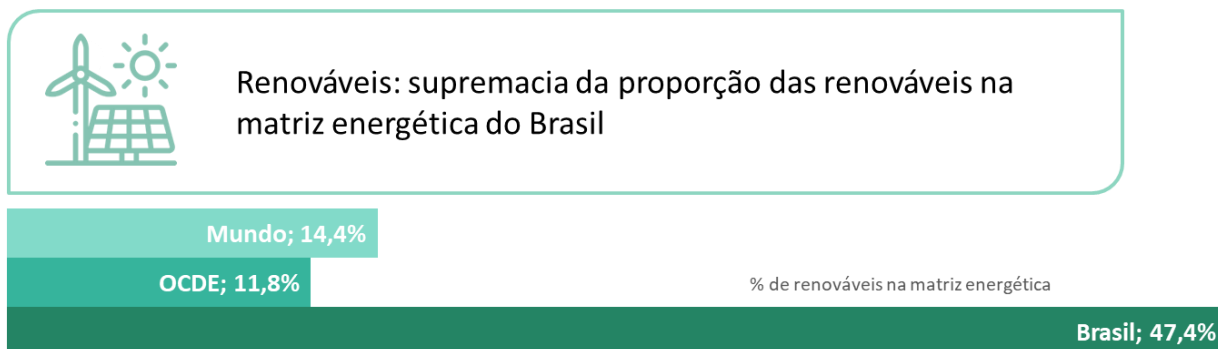 Renováveis: supremacia da proporção das renováveis na
matriz energética do Brasil
Mundo; 14,4%
OCDE; 11,8%
% de renováveis na matriz energética
Brasil; 47,4%